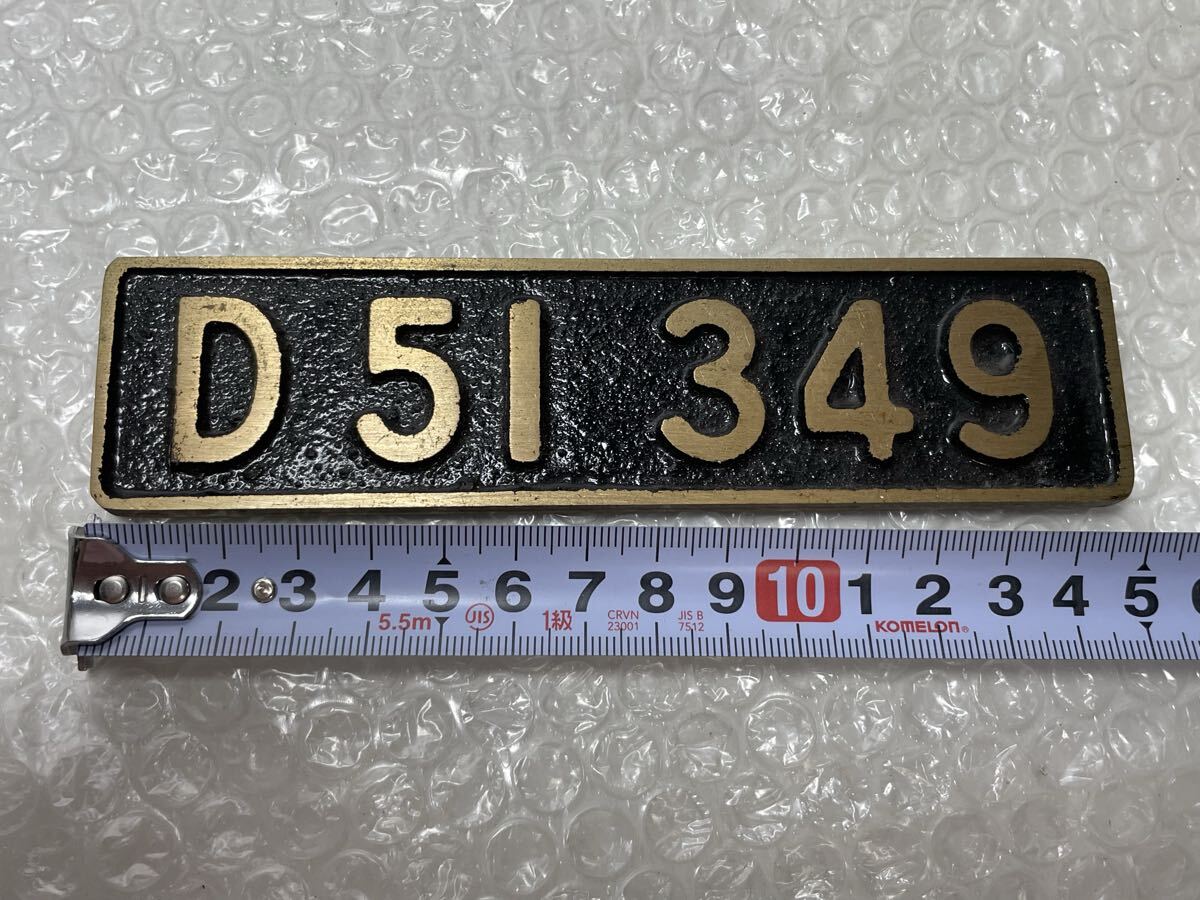 D51 349
2 3 4 5 6 7 8 9 10 1 2 3 4 5
5.5m JIS 1級 CRVN 23001 JIS B 7512 KOMELON®